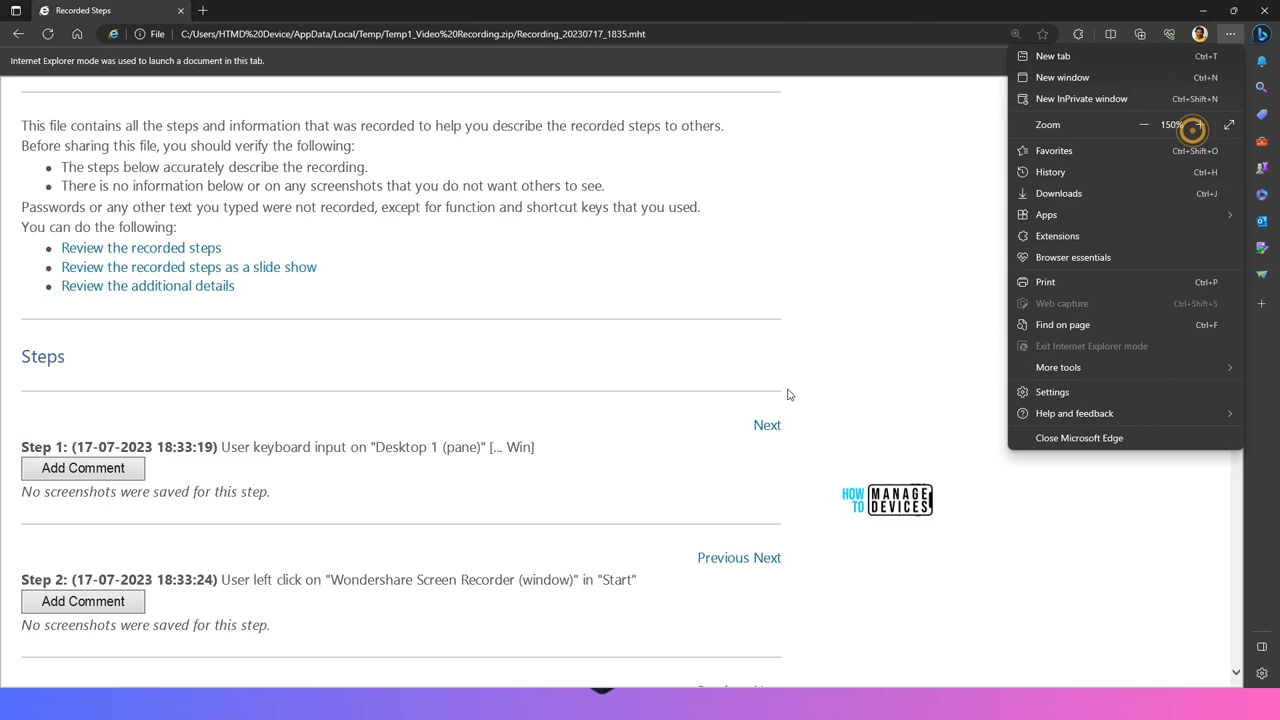 Recorded Steps
File
C:/Users/HTMD%20Device/AppData/Local/Temp/Temp1_Video%20Recording.zip/Recording_20230717_1835.mht
Internet Explorer mode was used to launch a document in this tab.
This file contains all the steps and information that was recorded to help you describe the recorded steps to others.
Before sharing this file, you should verify the following:
The steps below accurately describe the recording.
There is no information below or on any screenshots that you do not want others to see.
Passwords or any other text you typed were not recorded, except for function and shortcut keys that you used.
You can do the following:
Review the recorded steps
Review the recorded steps as a slide show
Review the additional details
Steps
Next
Step 1: (17-07-2023 18:33:19) User keyboard input on "Desktop 1 (pane)" [... Win]
Add Comment
No screenshots were saved for this step.
Previous Next
Step 2: (17-07-2023 18:33:24) User left click on "Wondershare Screen Recorder (window)" in "Start"
Add Comment
No screenshots were saved for this step.
New tab Ctrl+T
New window Ctrl+N
New InPrivate window Ctrl+Shift+N
Zoom 150%
Favorites Ctrl+Shift+O
History Ctrl+H
Downloads Ctrl+J
Apps
Extensions
Browser essentials
Print Ctrl+P
Web capture Ctrl+Shift+S
Find on page Ctrl+F
Exit Internet Explorer mode
More tools
Settings
Help and feedback
Close Microsoft Edge
HOW TO MANAGE DEVICES